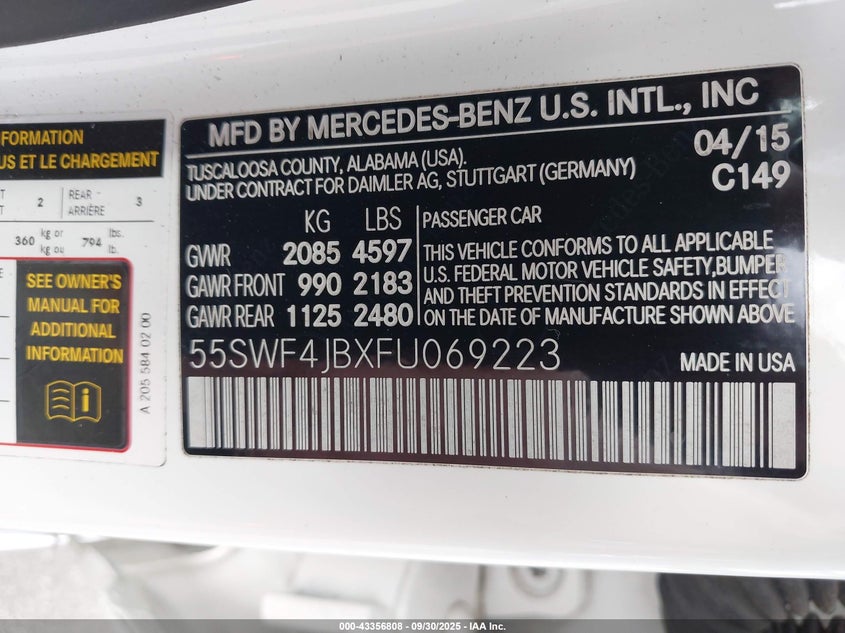 NFORMATION
US ET LE CHARGEMENT
2
REAR
ARRIÈRE
3
360 kg or
kg ou
794 lbs.
lb.
SEE OWNER'S
MANUAL FOR
ADDITIONAL
INFORMATION
A 205 584 02 00
MFD BY MERCEDES-BENZ U.S. INTL., INC
TUSCALOOSA COUNTY, ALABAMA (USA).
UNDER CONTRACT FOR DAIMLER AG, STUTTGART (GERMANY)
04/15
C149
KG LBS
GWWR 2085 4597
GAWR FRONT 990 2183
GAWR REAR 1125 2480
PASSENGER CAR
THIS VEHICLE CONFORMS TO ALL APPLICABLE
U.S. FEDERAL MOTOR VEHICLE SAFETY,BUMPER
AND THEFT PREVENTION STANDARDS IN EFFECT
ON THE DATE OF MANUFACTURE SHOWN ABOVE
55SWF4JBXFU069223
MADE IN USA
000-43356808 - 09/30/2025 - IAA Inc.